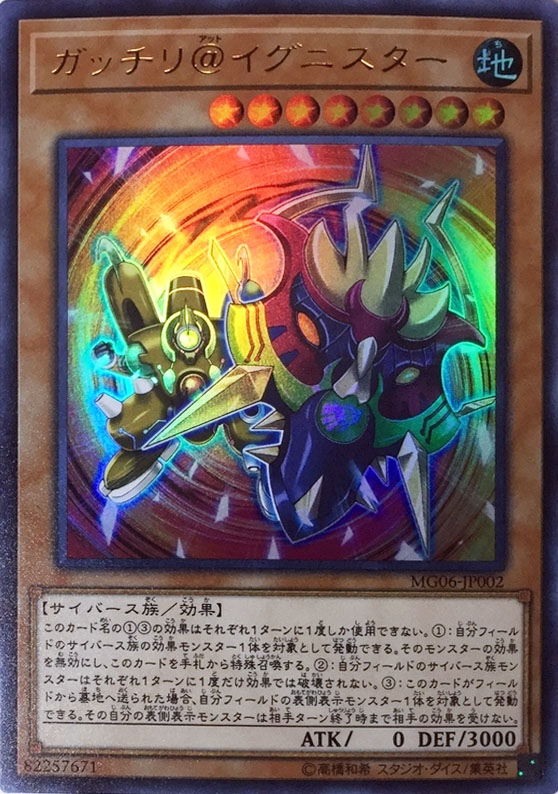 アット
ガッチリ@イグニスター
地
MG06-JP002
【サイバース族／効果】
このカード名の①③の効果はそれぞれ1ターンに1度しか使用できない。①：自分フィール
ドのサイバース族の効果モンスター1体を対象として発動できる。そのモンスターの効果
を無効にし、このカードを手札から特殊召喚する。②：自分フィールドのサイバース族モン
スターはそれぞれ1ターンに1度だけ効果では破壊されない。③：このカードがフィール
ドから墓地へ送られた場合、自分フィールドの表側表示モンスター1体を対象として発動
できる。その自分の表側表示モンスターは相手ターン終了時まで相手の効果を受けない。
ATK/ 0 DEF/3000
82257671
©高橋和希 スタジオ・ダイス/集英社